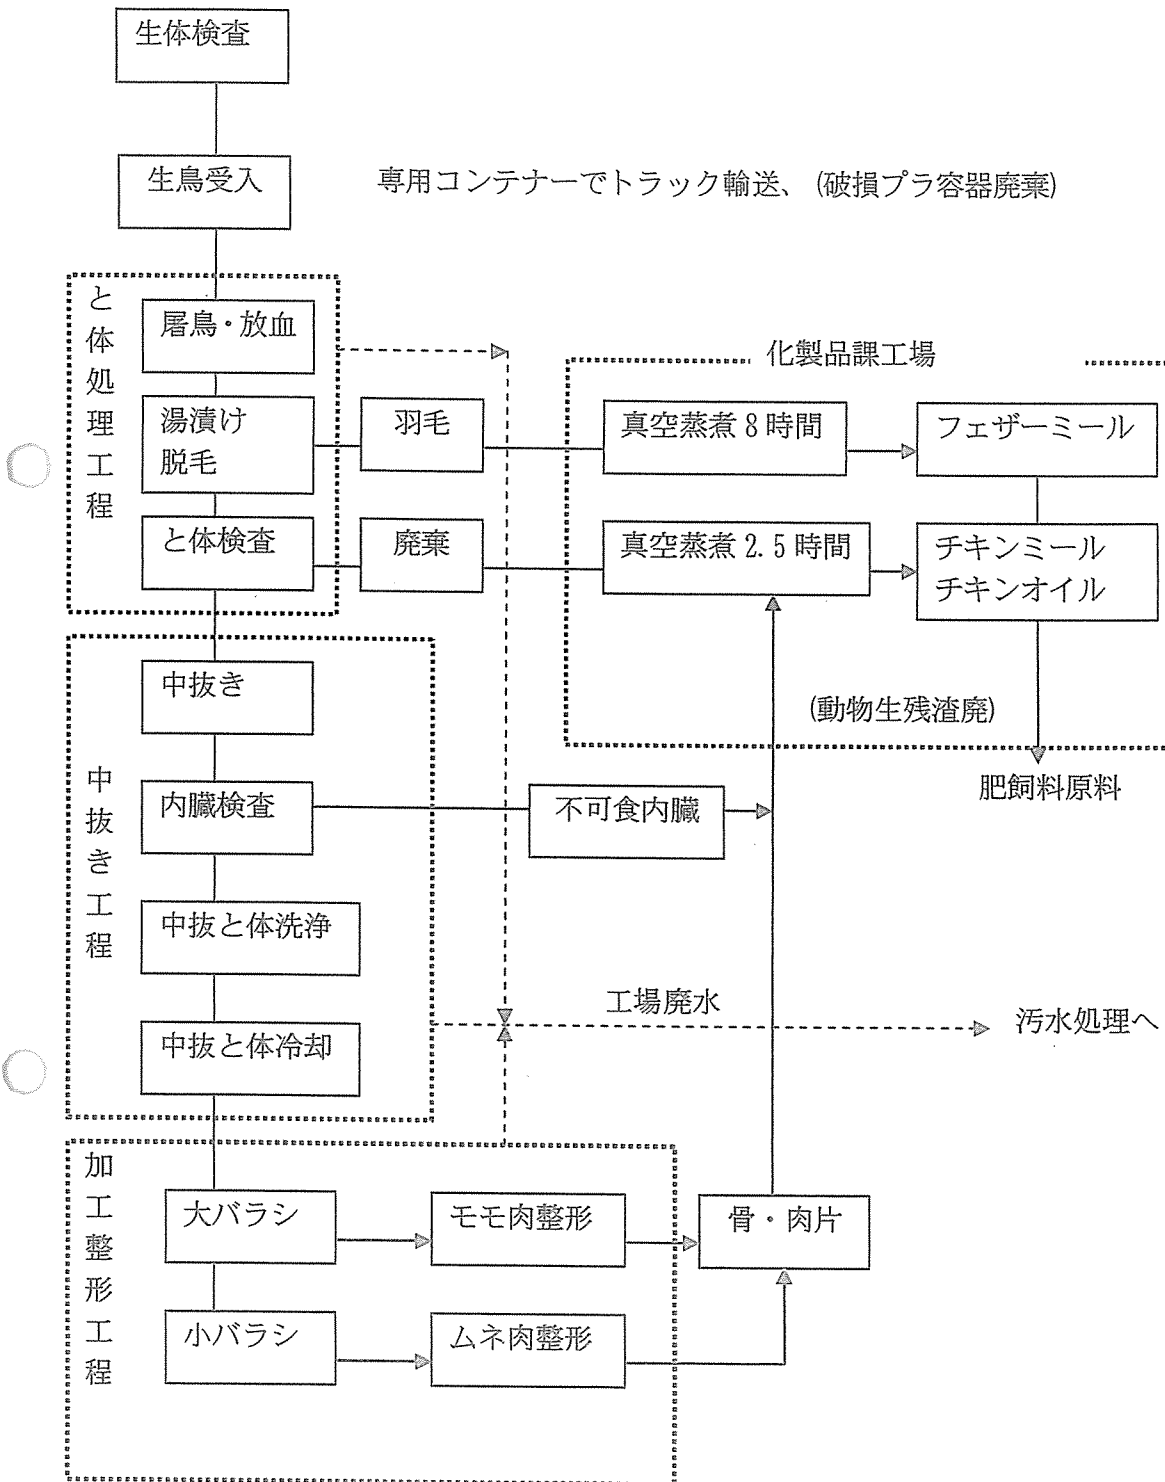 生体検査
生鳥受入
専用コンテナーでトラック輸送、(破損プラ容器廃棄)
と体処理工程
屠鳥・放血
湯漬け
脱毛
と体検査
羽毛
廃棄
化製品課工場
真空蒸煮8時間
フェザーミール
真空蒸煮2.5時間
チキンミール
チキンオイル
(動物生残渣廃)
肥飼料原料
中抜き工程
中抜き
内臓検査
不可食内臓
中抜と体洗浄
中抜と体冷却
工場廃水
汚水処理へ
加工整形工程
大バラシ
モモ肉整形
骨・肉片
小バラシ
ムネ肉整形